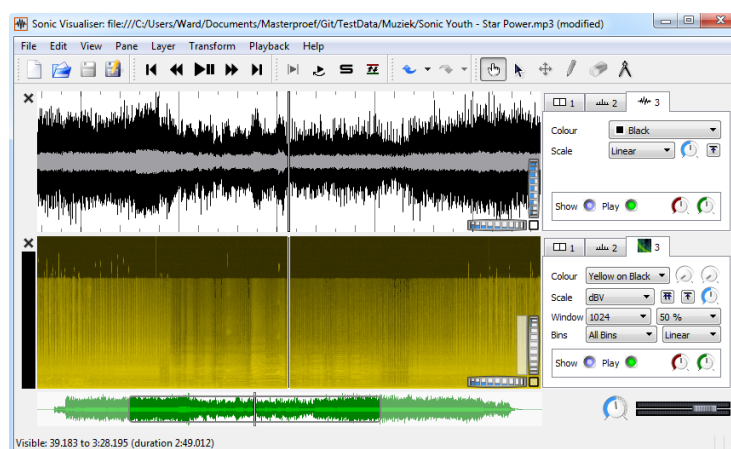 Sonic Visualiser: file:///C:/Users/Ward/Documents/Masterproef/Git/TestData/Muziek/Sonic Youth - Star Power.mp3 (modified)
File Edit View Pane Layer Transform Playback Help
1 2 3
Colour Black
Scale Linear
Show Play
1 2 3
Colour Yellow on Black
Scale dBV
Window 1024 50 %
Bins All Bins Linear
Show Play
Visible: 39.183 to 3:28.195 (duration 2:49.012)